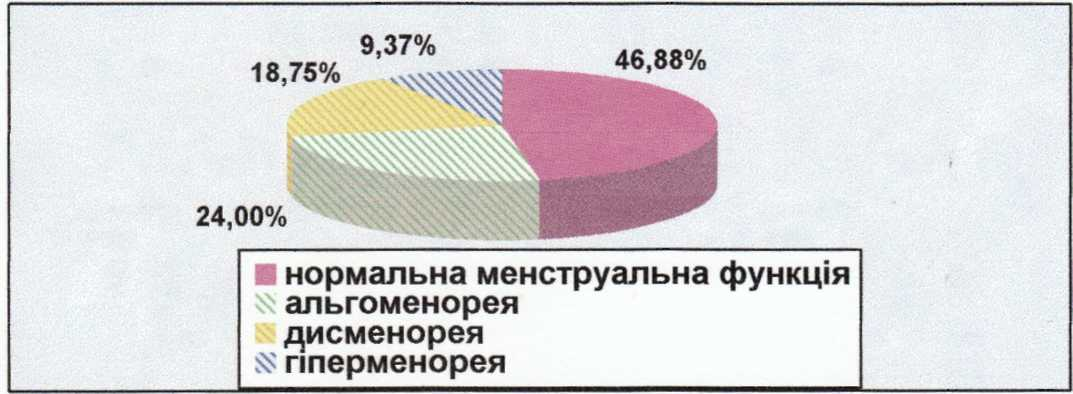 9,37%
46,88%
18,75%
24,00%
нормальна менструальна функція
альгоменорея
дисменорея
гіперменорея